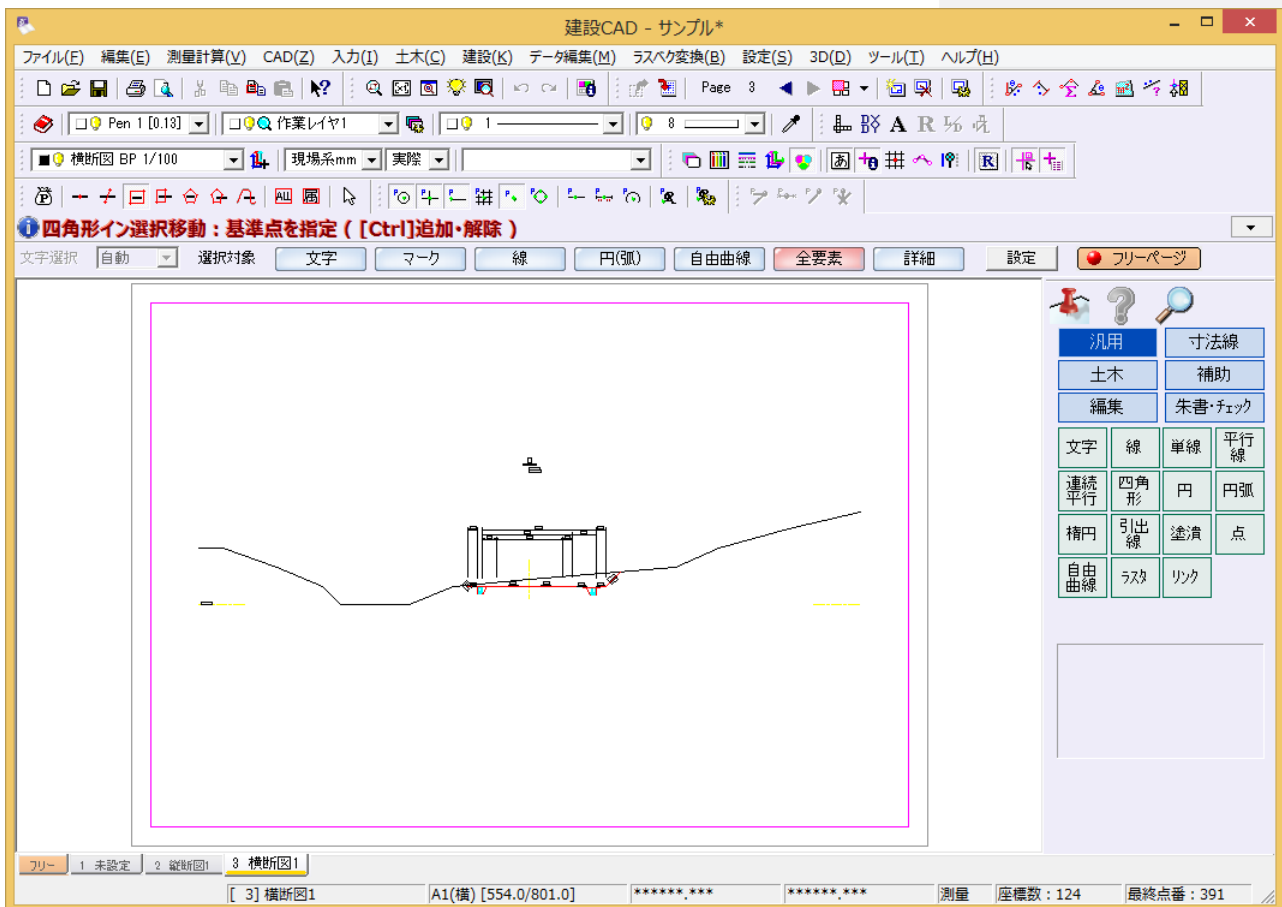 建設CAD - サンプル*
ファイル(F) 編集(E) 測量計算(V) CAD(Z) 入力(I) 土木(C) 建設(K) データ編集(M) ラスベク変換(B) 設定(S) 3D(D) ツール(T) ヘルプ(H)
Page 3
Pen 1 [0.13] 作業レイヤ1 1 8
横断図 BP 1/100 現場系mm 実際
四角形イン選択移動：基準点を指定（ [Ctrl]追加・解除 ）
文字選択 自動 選択対象 文字 マーク 線 円(弧) 自由曲線 全要素 詳細 設定 フリーページ
汎用 寸法線
土木 補助
編集 朱書・チェック
文字 線 単線 平行線
連続平行 四角形 円 円弧
楕円 引出線 塗潰 点
自由曲線 ラスタ リンク
フリー 1 未設定 2 縦断図1 3 横断図1
[ 3] 横断図1 A1(横) [554.0/801.0] ******.*** ******.*** 測量 座標数：124 最終点番：391